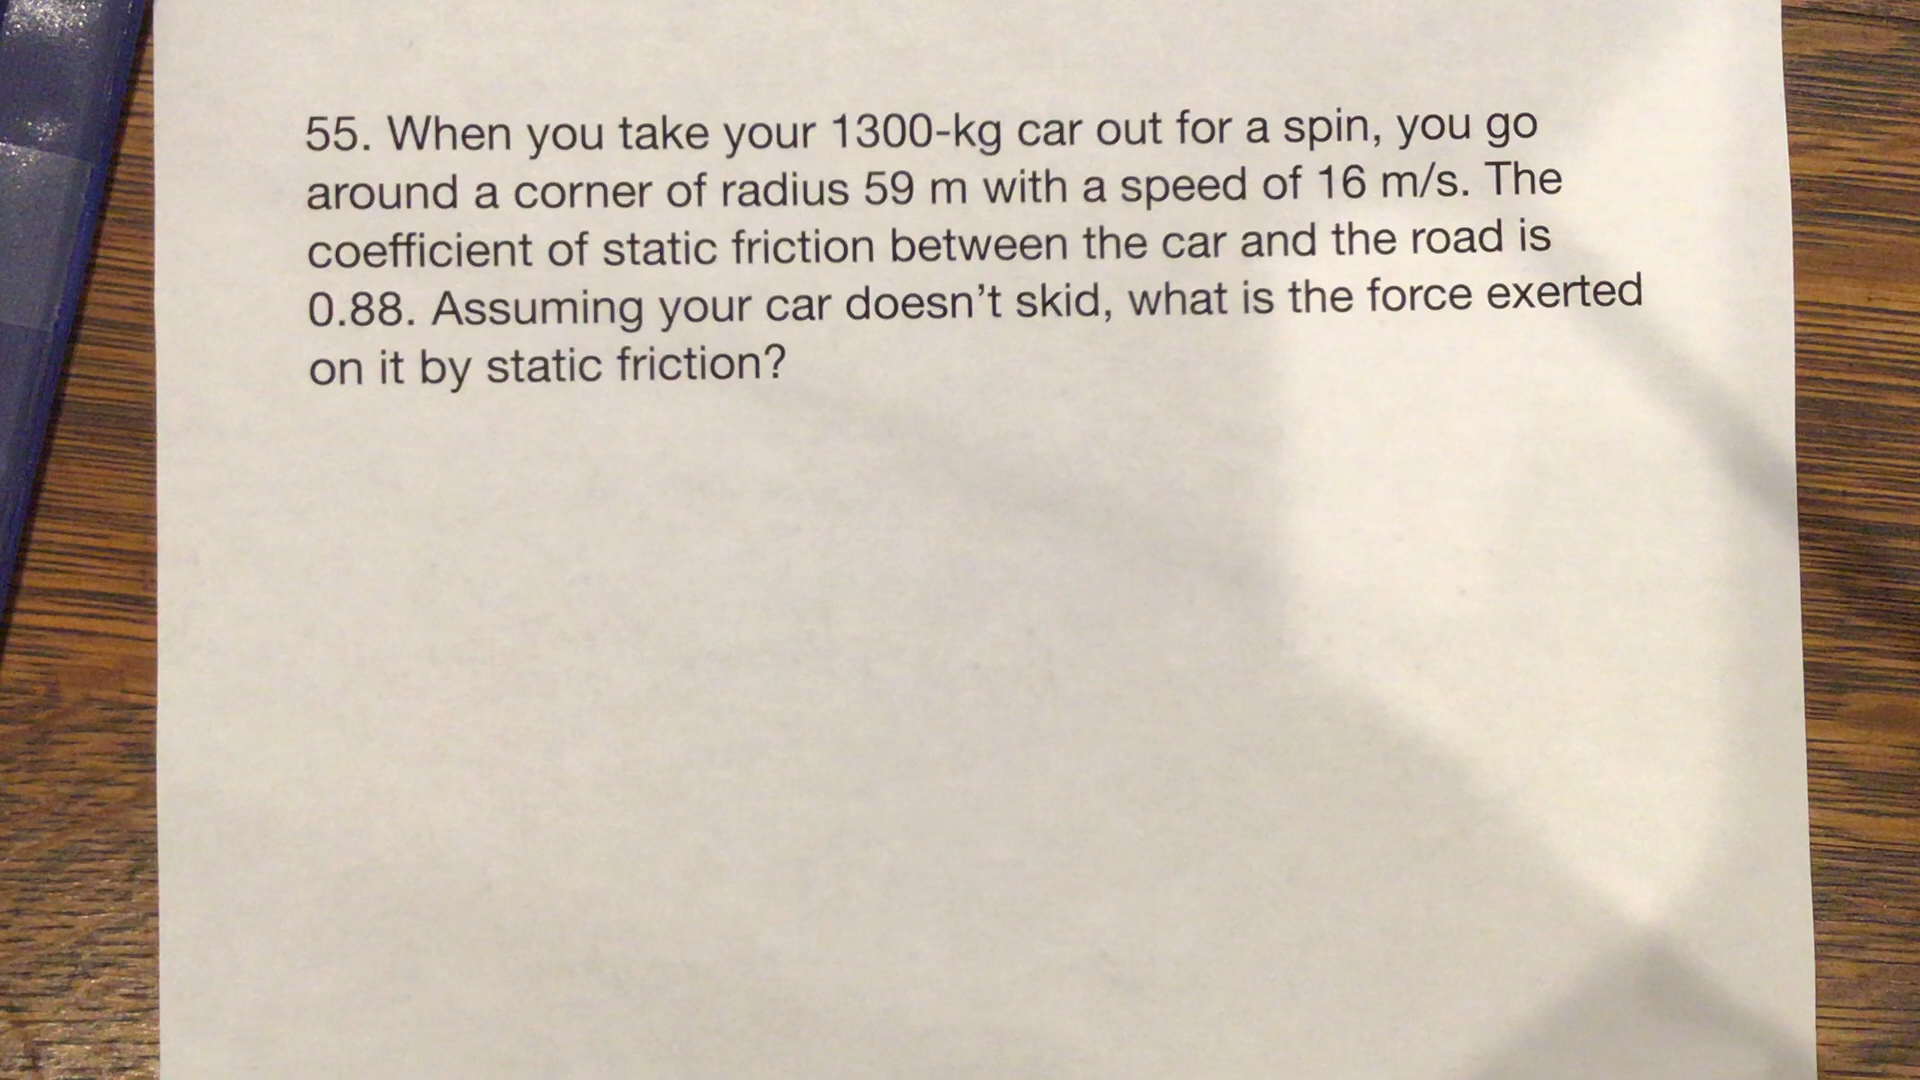 55. When you take your 1300-kg car out for a spin, you go
around a corner of radius 59 m with a speed of 16 m/s. The
coefficient of static friction between the car and the road is
0.88. Assuming your car doesn’t skid, what is the force exerted
on it by static friction?